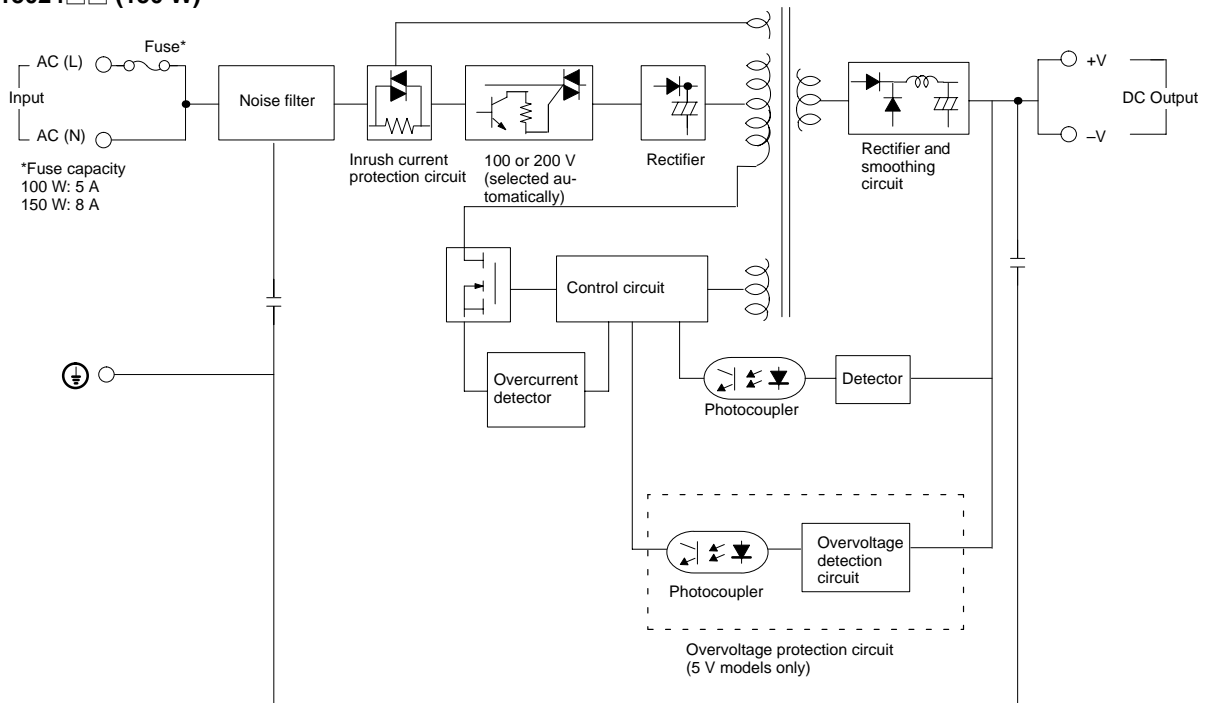 (150 W)
Fuse*
AC (L)
Input
AC (N)
*Fuse capacity
100 W: 5 A
150 W: 8 A
Noise filter
Inrush current
protection circuit
100 or 200 V
(selected au-
tomatically)
Rectifier
Rectifier and
smoothing
circuit
+V
DC Output
–V
Control circuit
Overcurrent
detector
Photocoupler
Detector
Photocoupler
Overvoltage
detection
circuit
Overvoltage protection circuit
(5 V models only)